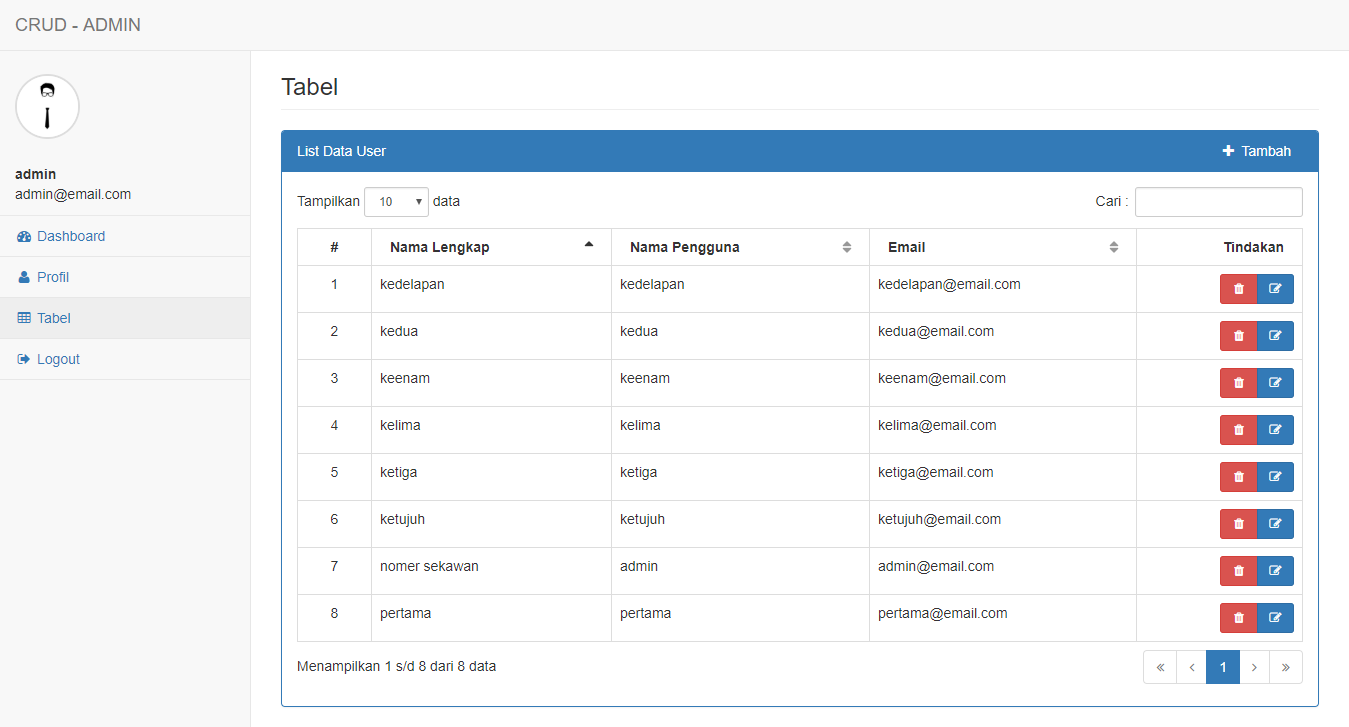 CRUD - ADMIN
admin
admin@email.com
Dashboard
Profil
Tabel
Logout
Tabel
List Data User
Tambah
Tampilkan 10 data
Cari :
# Nama Lengkap Nama Pengguna Email Tindakan
1 kedelapan kedelapan kedelapan@email.com
2 kedua kedua kedua@email.com
3 keenam keenam keenam@email.com
4 kelima kelima kelima@email.com
5 ketiga ketiga ketiga@email.com
6 ketujuh ketujuh ketujuh@email.com
7 nomer sekawan admin admin@email.com
8 pertama pertama pertama@email.com
Menampilkan 1 s/d 8 dari 8 data
« ‹ 1 › »